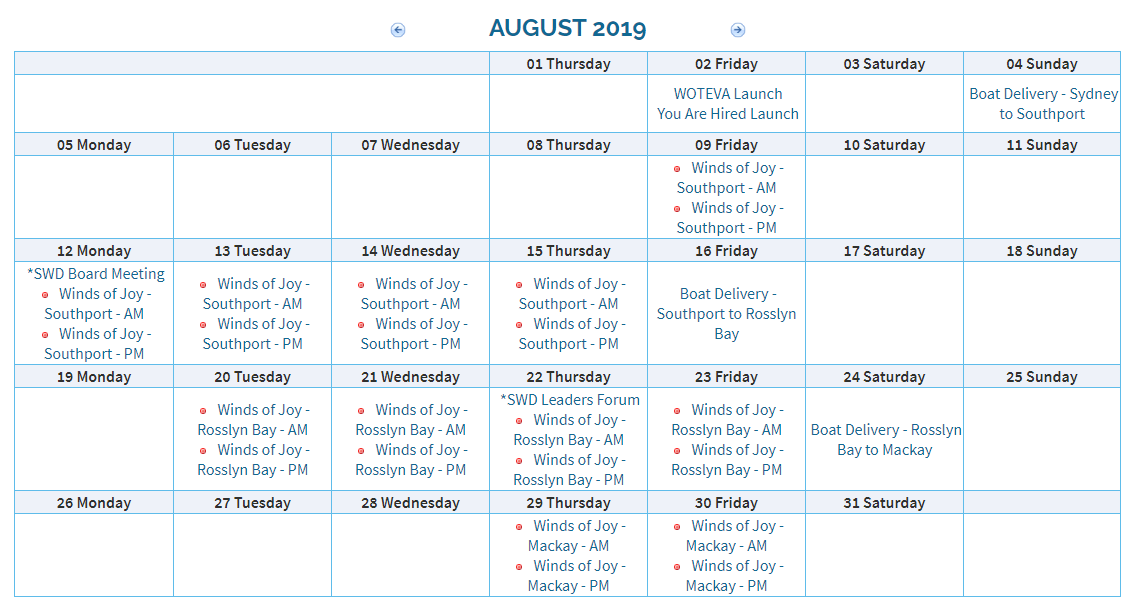 AUGUST 2019
01 Thursday 02 Friday 03 Saturday 04 Sunday
WOTEVA Launch
You Are Hired Launch
Boat Delivery - Sydney
to Southport
05 Monday 06 Tuesday 07 Wednesday 08 Thursday 09 Friday 10 Saturday 11 Sunday
Winds of Joy -
Southport - AM
Winds of Joy -
Southport - PM
12 Monday 13 Tuesday 14 Wednesday 15 Thursday 16 Friday 17 Saturday 18 Sunday
*SWD Board Meeting
Winds of Joy -
Southport - AM
Winds of Joy -
Southport - PM
Winds of Joy -
Southport - AM
Winds of Joy -
Southport - PM
Winds of Joy -
Southport - AM
Winds of Joy -
Southport - PM
Winds of Joy -
Southport - AM
Winds of Joy -
Southport - PM
Boat Delivery -
Southport to Rosslyn
Bay
19 Monday 20 Tuesday 21 Wednesday 22 Thursday 23 Friday 24 Saturday 25 Sunday
Winds of Joy -
Rosslyn Bay - AM
Winds of Joy -
Rosslyn Bay - PM
Winds of Joy -
Rosslyn Bay - AM
Winds of Joy -
Rosslyn Bay - PM
*SWD Leaders Forum
Winds of Joy -
Rosslyn Bay - AM
Winds of Joy -
Rosslyn Bay - PM
Winds of Joy -
Rosslyn Bay - AM
Winds of Joy -
Rosslyn Bay - PM
Boat Delivery - Rosslyn
Bay to Mackay
26 Monday 27 Tuesday 28 Wednesday 29 Thursday 30 Friday 31 Saturday
Winds of Joy -
Mackay - AM
Winds of Joy -
Mackay - PM
Winds of Joy -
Mackay - AM
Winds of Joy -
Mackay - PM